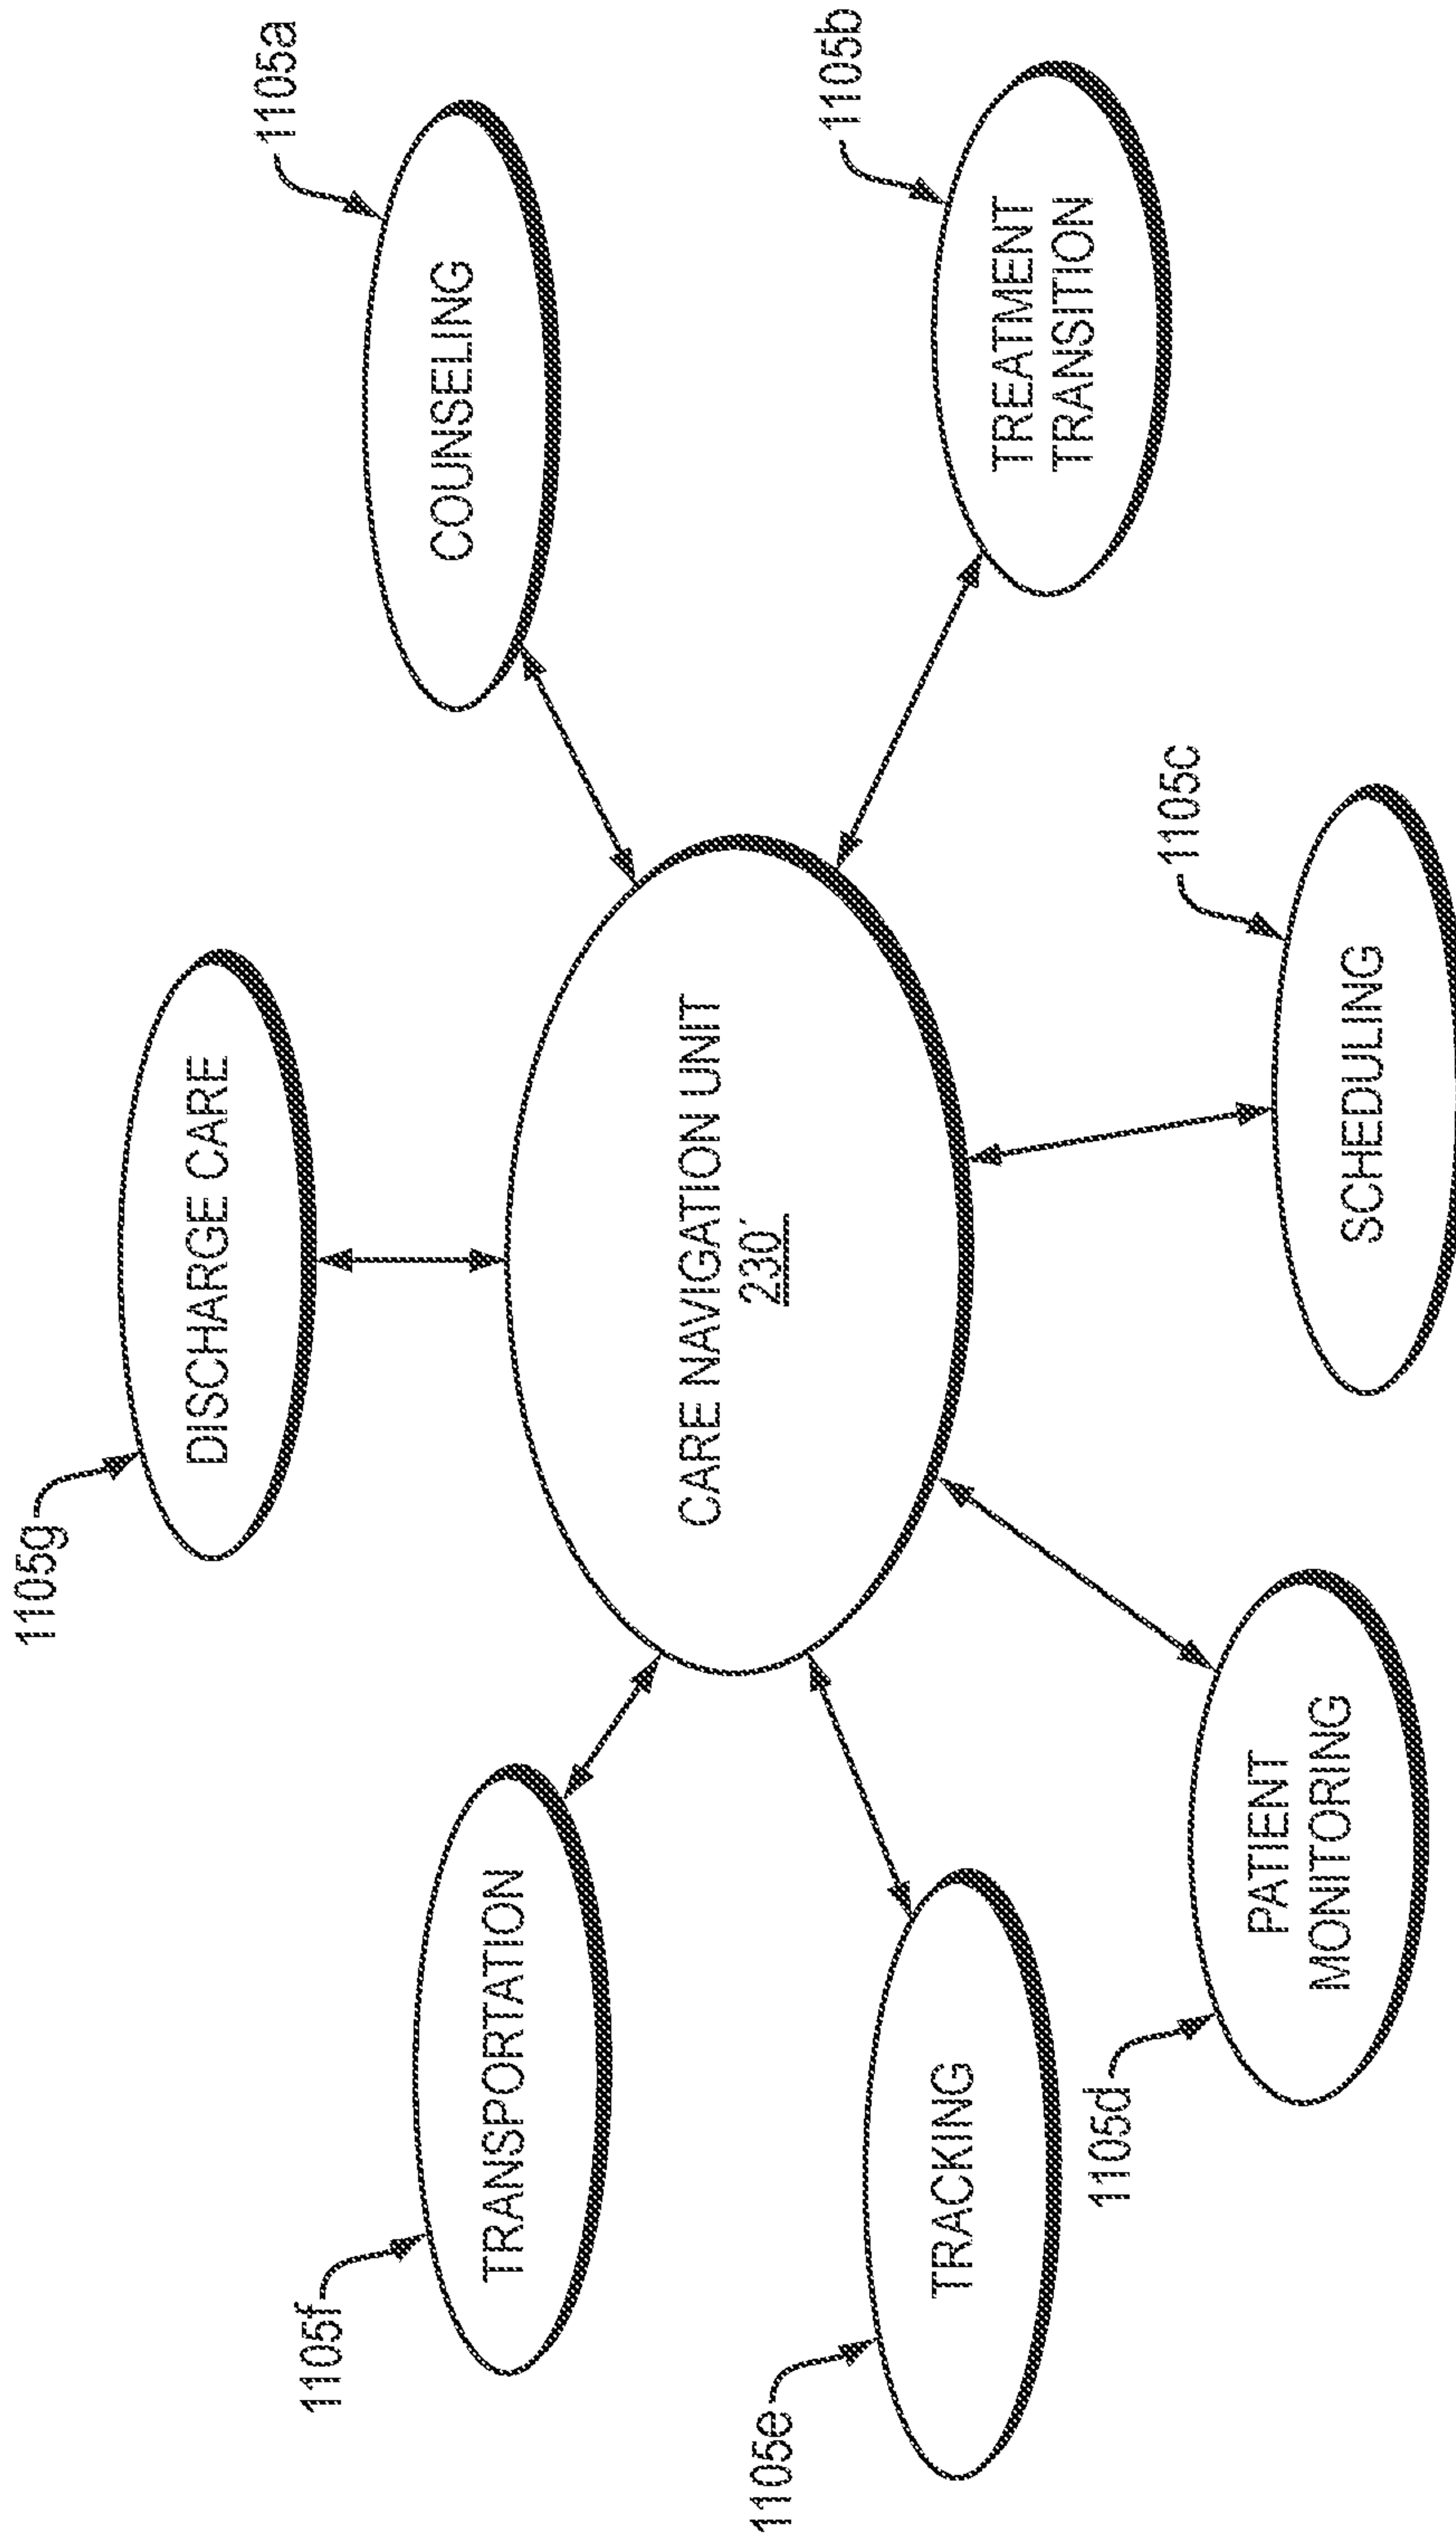 1105g
DISCHARGE CARE
1105a
COUNSELING
1105f
TRANSPORTATION
CARE NAVIGATION UNIT
230´
1105b
TREATMENT
TRANSITION
1105e
TRACKING
1105c
SCHEDULING
1105d
PATIENT
MONITORING